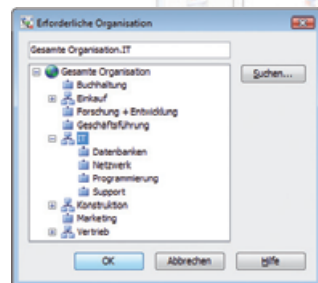 Erforderliche Organisation
Gesamte Organisation.IT
Gesamte Organisation
Suchen...
Buchhaltung
Einkauf
Forschung + Entwicklung
Geschäftsführung
IT
Datenbanken
Netzwerk
Programmierung
Support
Konstruktion
Marketing
Vertrieb
OK
Abbrechen
Hilfe